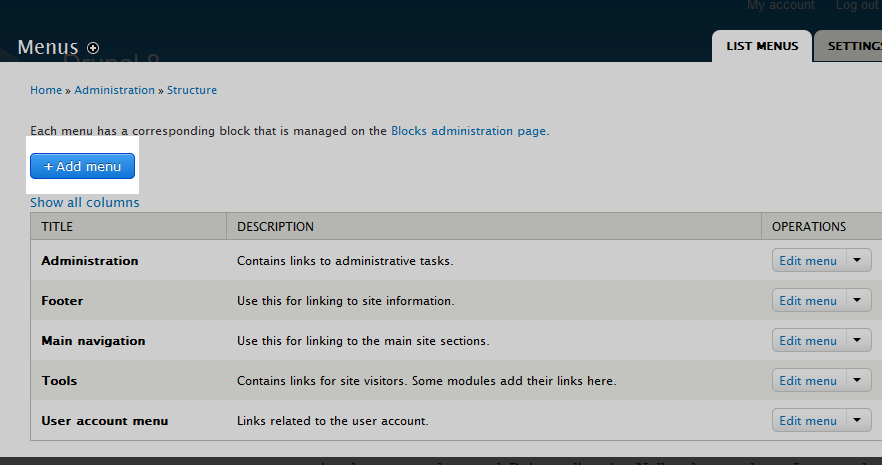 My account Log out
Menus
Drupal 8
LIST MENUS SETTINGS
Home » Administration » Structure
Each menu has a corresponding block that is managed on the Blocks administration page.
+ Add menu
Show all columns
TITLE DESCRIPTION OPERATIONS
Administration Contains links to administrative tasks. Edit menu
Footer Use this for linking to site information. Edit menu
Main navigation Use this for linking to the main site sections. Edit menu
Tools Contains links for site visitors. Some modules add their links here. Edit menu
User account menu Links related to the user account. Edit menu